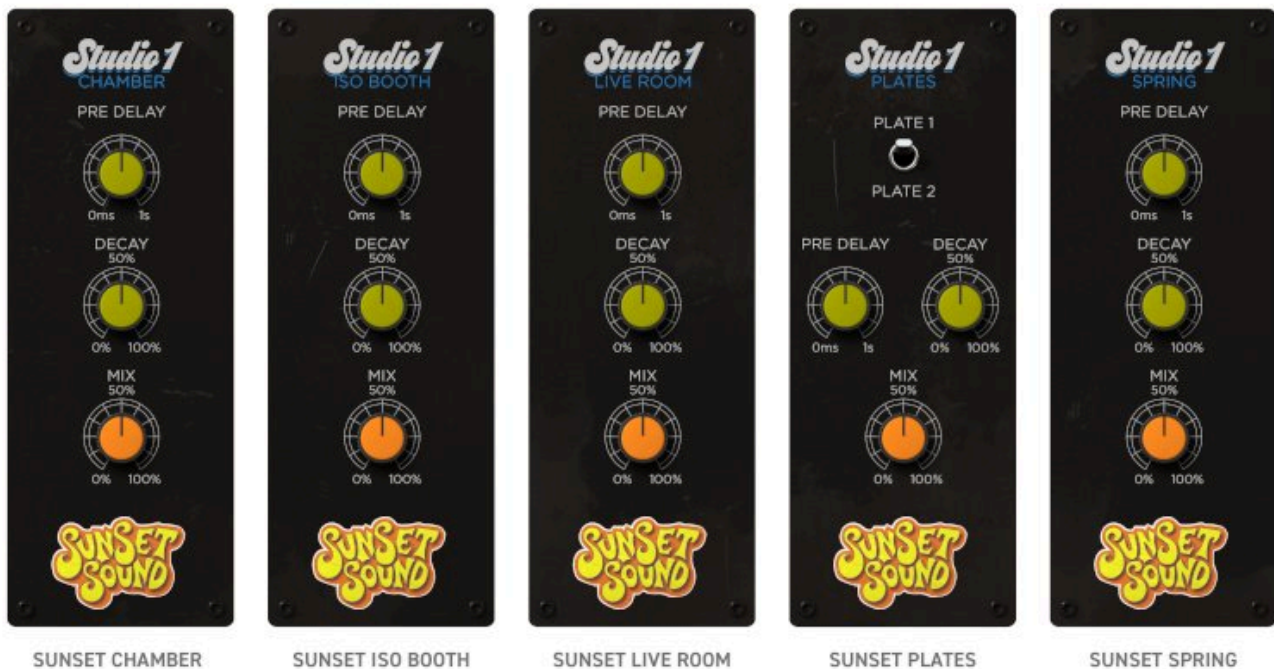 Studio 1
CHAMBER
PRE DELAY
0ms 1s
DECAY
50%
0% 100%
MIX
50%
0% 100%
SUNSET
SOUND
SUNSET CHAMBER
Studio 1
ISO BOOTH
PRE DELAY
0ms 1s
DECAY
50%
0% 100%
MIX
50%
0% 100%
SUNSET
SOUND
SUNSET ISO BOOTH
Studio 1
LIVE ROOM
PRE DELAY
0ms 1s
DECAY
50%
0% 100%
MIX
50%
0% 100%
SUNSET
SOUND
SUNSET LIVE ROOM
Studio 1
PLATES
PLATE 1
PLATE 2
PRE DELAY DECAY
50%
0ms 1s 0% 100%
MIX
50%
0% 100%
SUNSET
SOUND
SUNSET PLATES
Studio 1
SPRING
PRE DELAY
0ms 1s
DECAY
50%
0% 100%
MIX
50%
0% 100%
SUNSET
SOUND
SUNSET SPRING